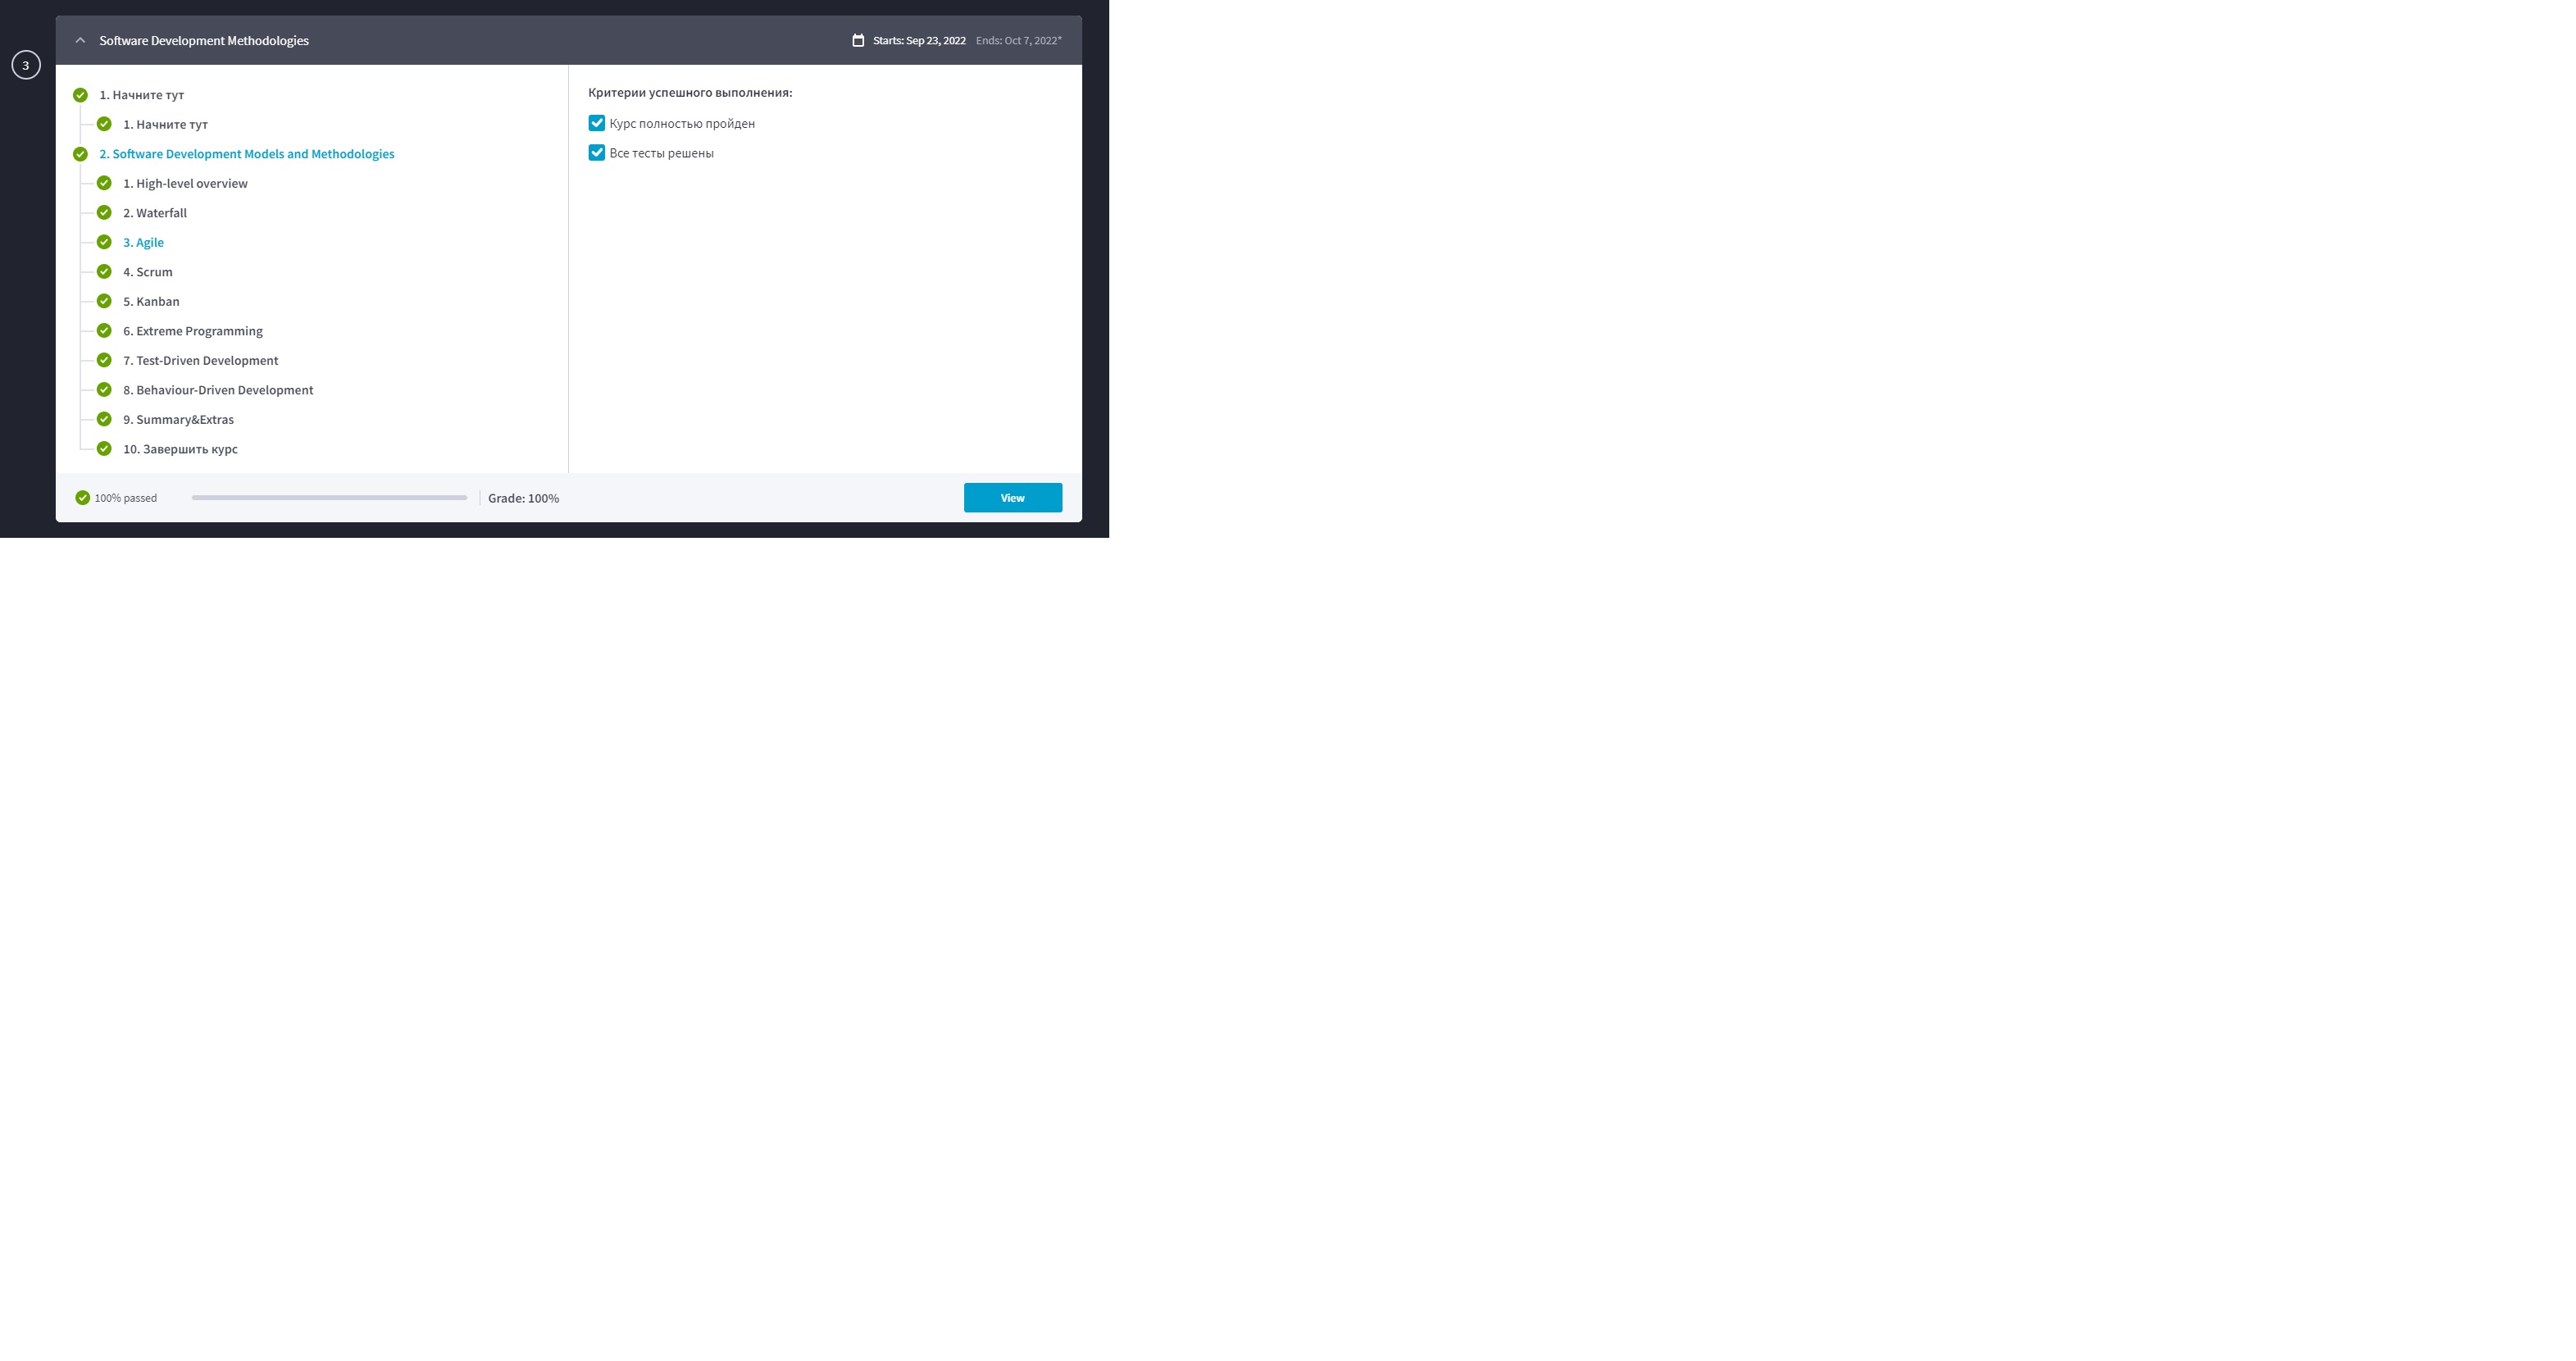 Software Development Methodologies
Starts: Sep 23, 2022 Ends: Oct 7, 2022*
3
1. Начните тут
1. Начните тут
2. Software Development Models and Methodologies
1. High-level overview
2. Waterfall
3. Agile
4. Scrum
5. Kanban
6. Extreme Programming
7. Test-Driven Development
8. Behaviour-Driven Development
9. Summary&Extras
10. Завершить курс
Критерии успешного выполнения:
Курс полностью пройден
Все тесты решены
100% passed
Grade: 100%
View